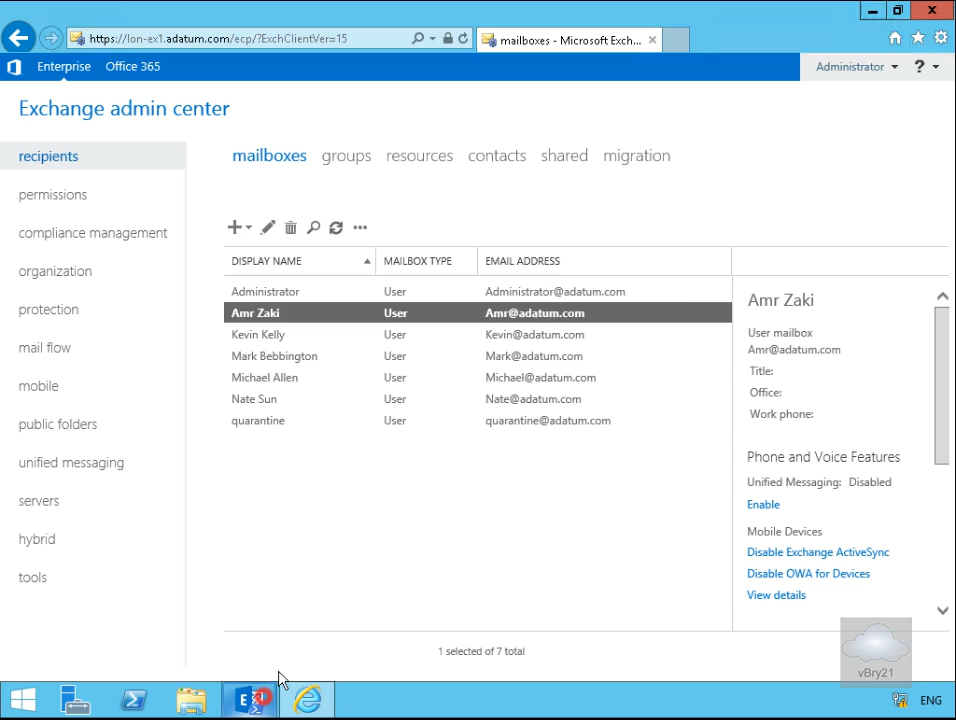 https://lon-ex1.adatum.com/ecp/?ExchClientVer=15
mailboxes - Microsoft Exch...
Enterprise Office 365
Administrator ?
Exchange admin center
recipients
permissions
compliance management
organization
protection
mail flow
mobile
public folders
unified messaging
servers
hybrid
tools
mailboxes groups resources contacts shared migration
DISPLAY NAME MAILBOX TYPE EMAIL ADDRESS
Administrator User Administrator@adatum.com
Amr Zaki User Amr@adatum.com
Kevin Kelly User Kevin@adatum.com
Mark Bebbington User Mark@adatum.com
Michael Allen User Michael@adatum.com
Nate Sun User Nate@adatum.com
quarantine User quarantine@adatum.com
1 selected of 7 total
Amr Zaki
User mailbox
Amr@adatum.com
Title:
Office:
Work phone:
Phone and Voice Features
Unified Messaging: Disabled
Enable
Mobile Devices
Disable Exchange ActiveSync
Disable OWA for Devices
View details
vBry21
ENG